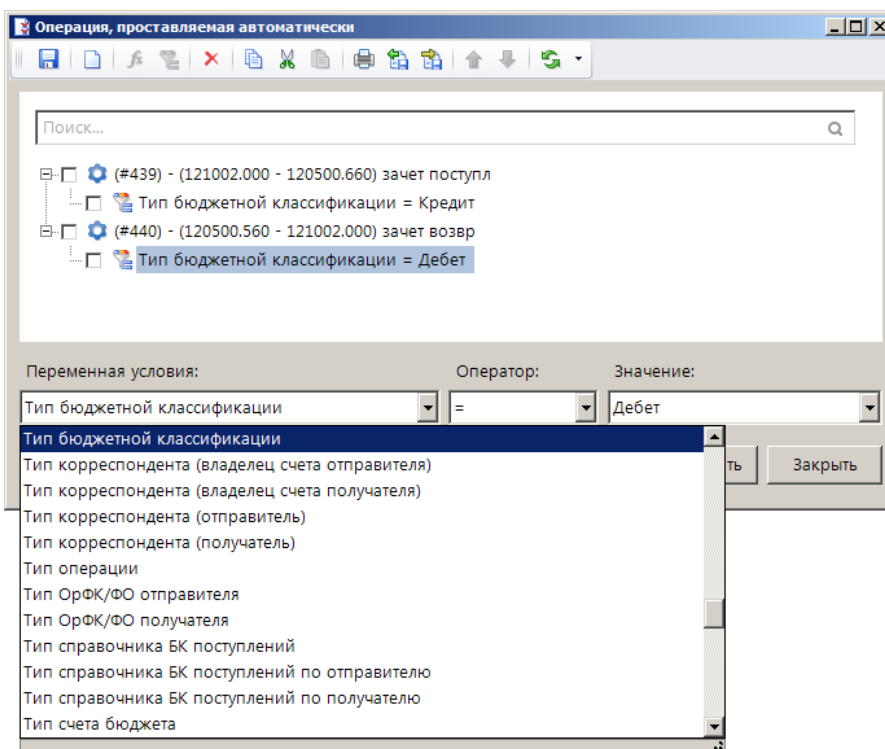 Операция, проставляемая автоматически
Поиск...
(#439) - (121002.000 - 120500.660) зачет поступл
Тип бюджетной классификации = Кредит
(#440) - (120500.560 - 121002.000) зачет возвр
Тип бюджетной классификации = Дебет
Переменная условия: Оператор: Значение:
Тип бюджетной классификации = Дебет
Тип бюджетной классификации
Тип корреспондента (владелец счета отправителя)
ть Закрыть
Тип корреспондента (владелец счета получателя)
Тип корреспондента (отправитель)
Тип корреспондента (получатель)
Тип операции
Тип ОрФК/ФО отправителя
Тип ОрФК/ФО получателя
Тип справочника БК поступлений
Тип справочника БК поступлений по отправителю
Тип справочника БК поступлений по получателю
Тип счета бюджета